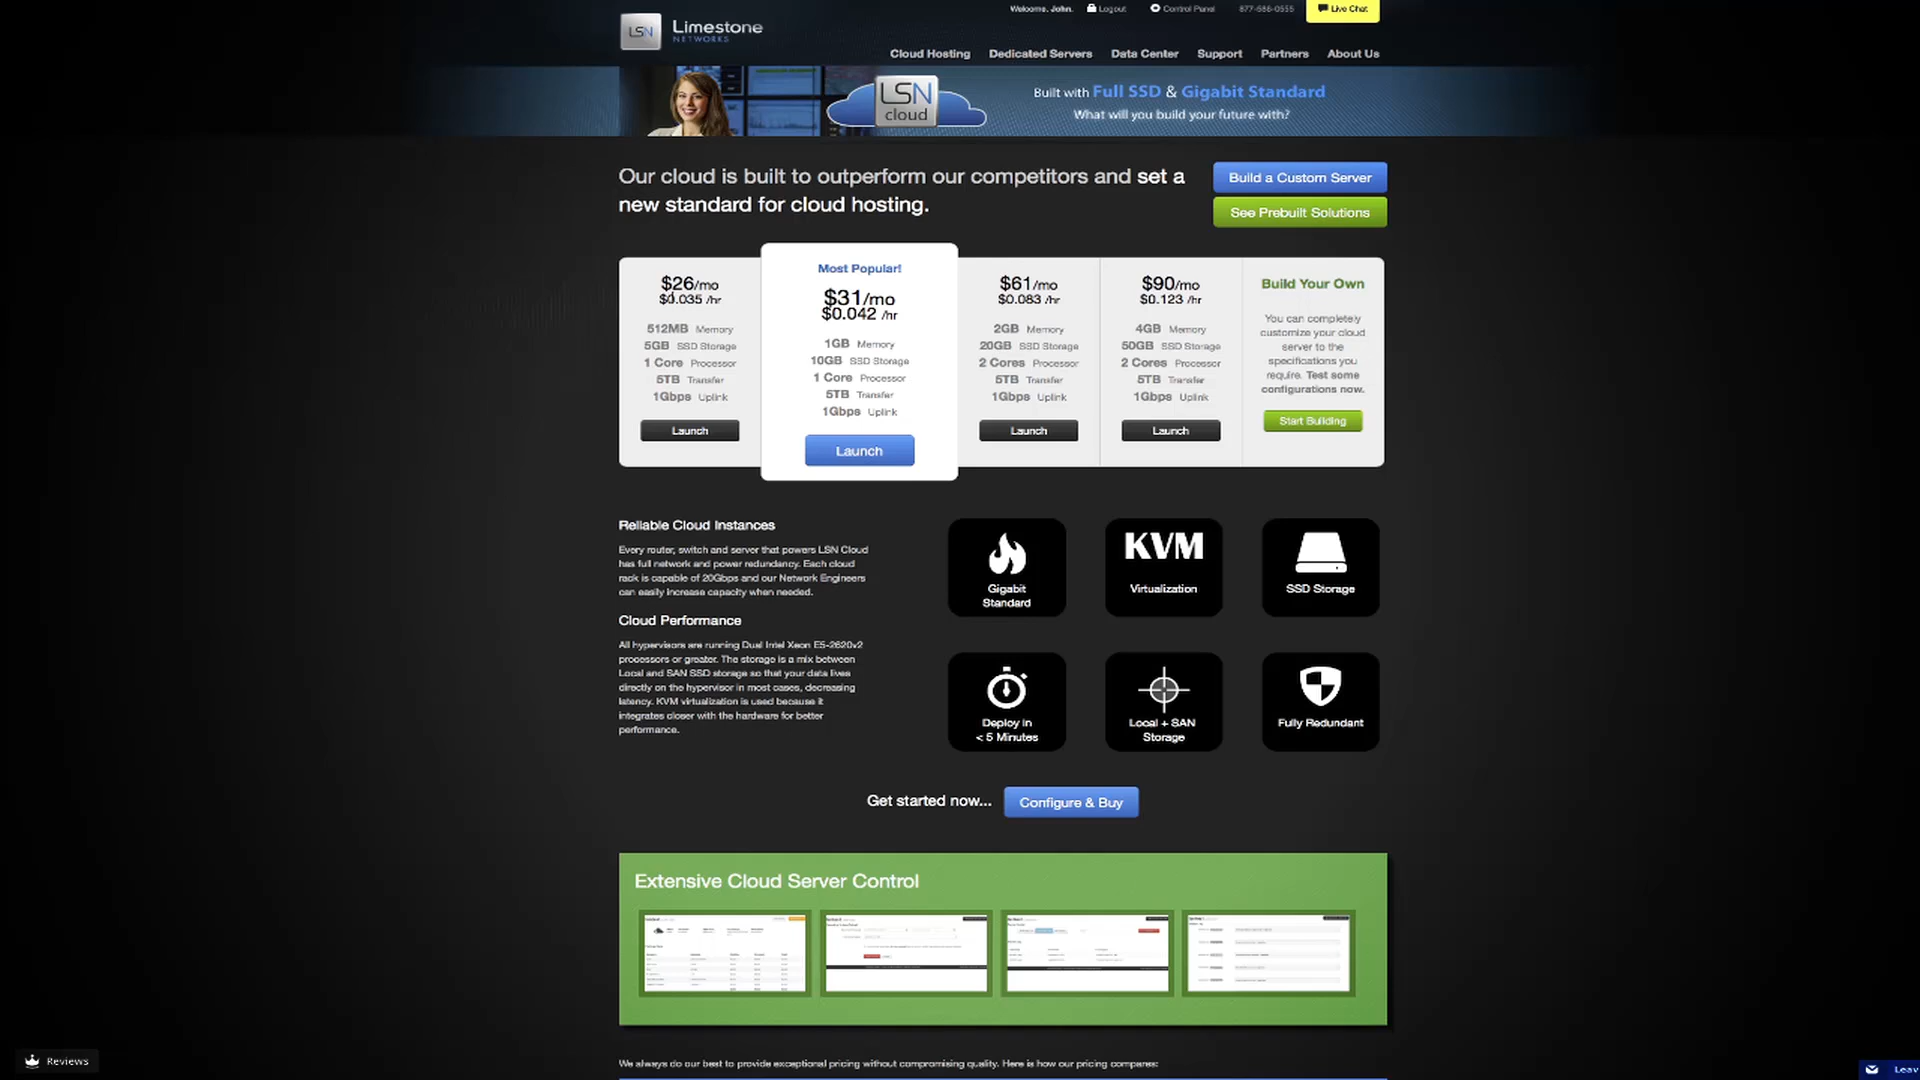 Welcome, John.
Logout
Control Panel
877-586-0555
Live Chat
LSN
Limestone
NETWORKS
Cloud Hosting
Dedicated Servers
Data Center
Support
Partners
About Us
LSN
cloud
Built with Full SSD & Gigabit Standard
What will you build your future with?
Our cloud is built to outperform our competitors and set a
new standard for cloud hosting.
Build a Custom Server
See Prebuilt Solutions
$26/mo
$0.035 /hr
512MB Memory
5GB SSD Storage
1 Core Processor
5TB Transfer
1Gbps Uplink
Launch
Most Popular!
$31/mo
$0.042 /hr
1GB Memory
10GB SSD Storage
1 Core Processor
5TB Transfer
1Gbps Uplink
Launch
$61/mo
$0.083 /hr
2GB Memory
20GB SSD Storage
2 Cores Processor
5TB Transfer
1Gbps Uplink
Launch
$90/mo
$0.123 /hr
4GB Memory
50GB SSD Storage
2 Cores Processor
5TB Transfer
1Gbps Uplink
Launch
Build Your Own
You can completely
customize your cloud
server to the
specifications you
require. Test some
configurations now.
Start Building
Reliable Cloud Instances
Every router, switch and server that powers LSN Cloud
has full network and power redundancy. Each cloud
rack is capable of 20Gbps and our Network Engineers
can easily increase capacity when needed.
Cloud Performance
All hypervisors are running Dual Intel Xeon E5-2620v2
processors or greater. The storage is a mix between
Local and SAN SSD storage so that your data lives
directly on the hypervisor in most cases, decreasing
latency. KVM virtualization is used because it
integrates closer with the hardware for better
performance.
Gigabit
Standard
KVM
Virtualization
SSD Storage
Deploy in
< 5 Minutes
Local + SAN
Storage
Fully Redundant
Get started now...
Configure & Buy
Extensive Cloud Server Control
Reviews
We always do our best to provide exceptional pricing without compromising quality. Here is how our pricing compares:
Leav